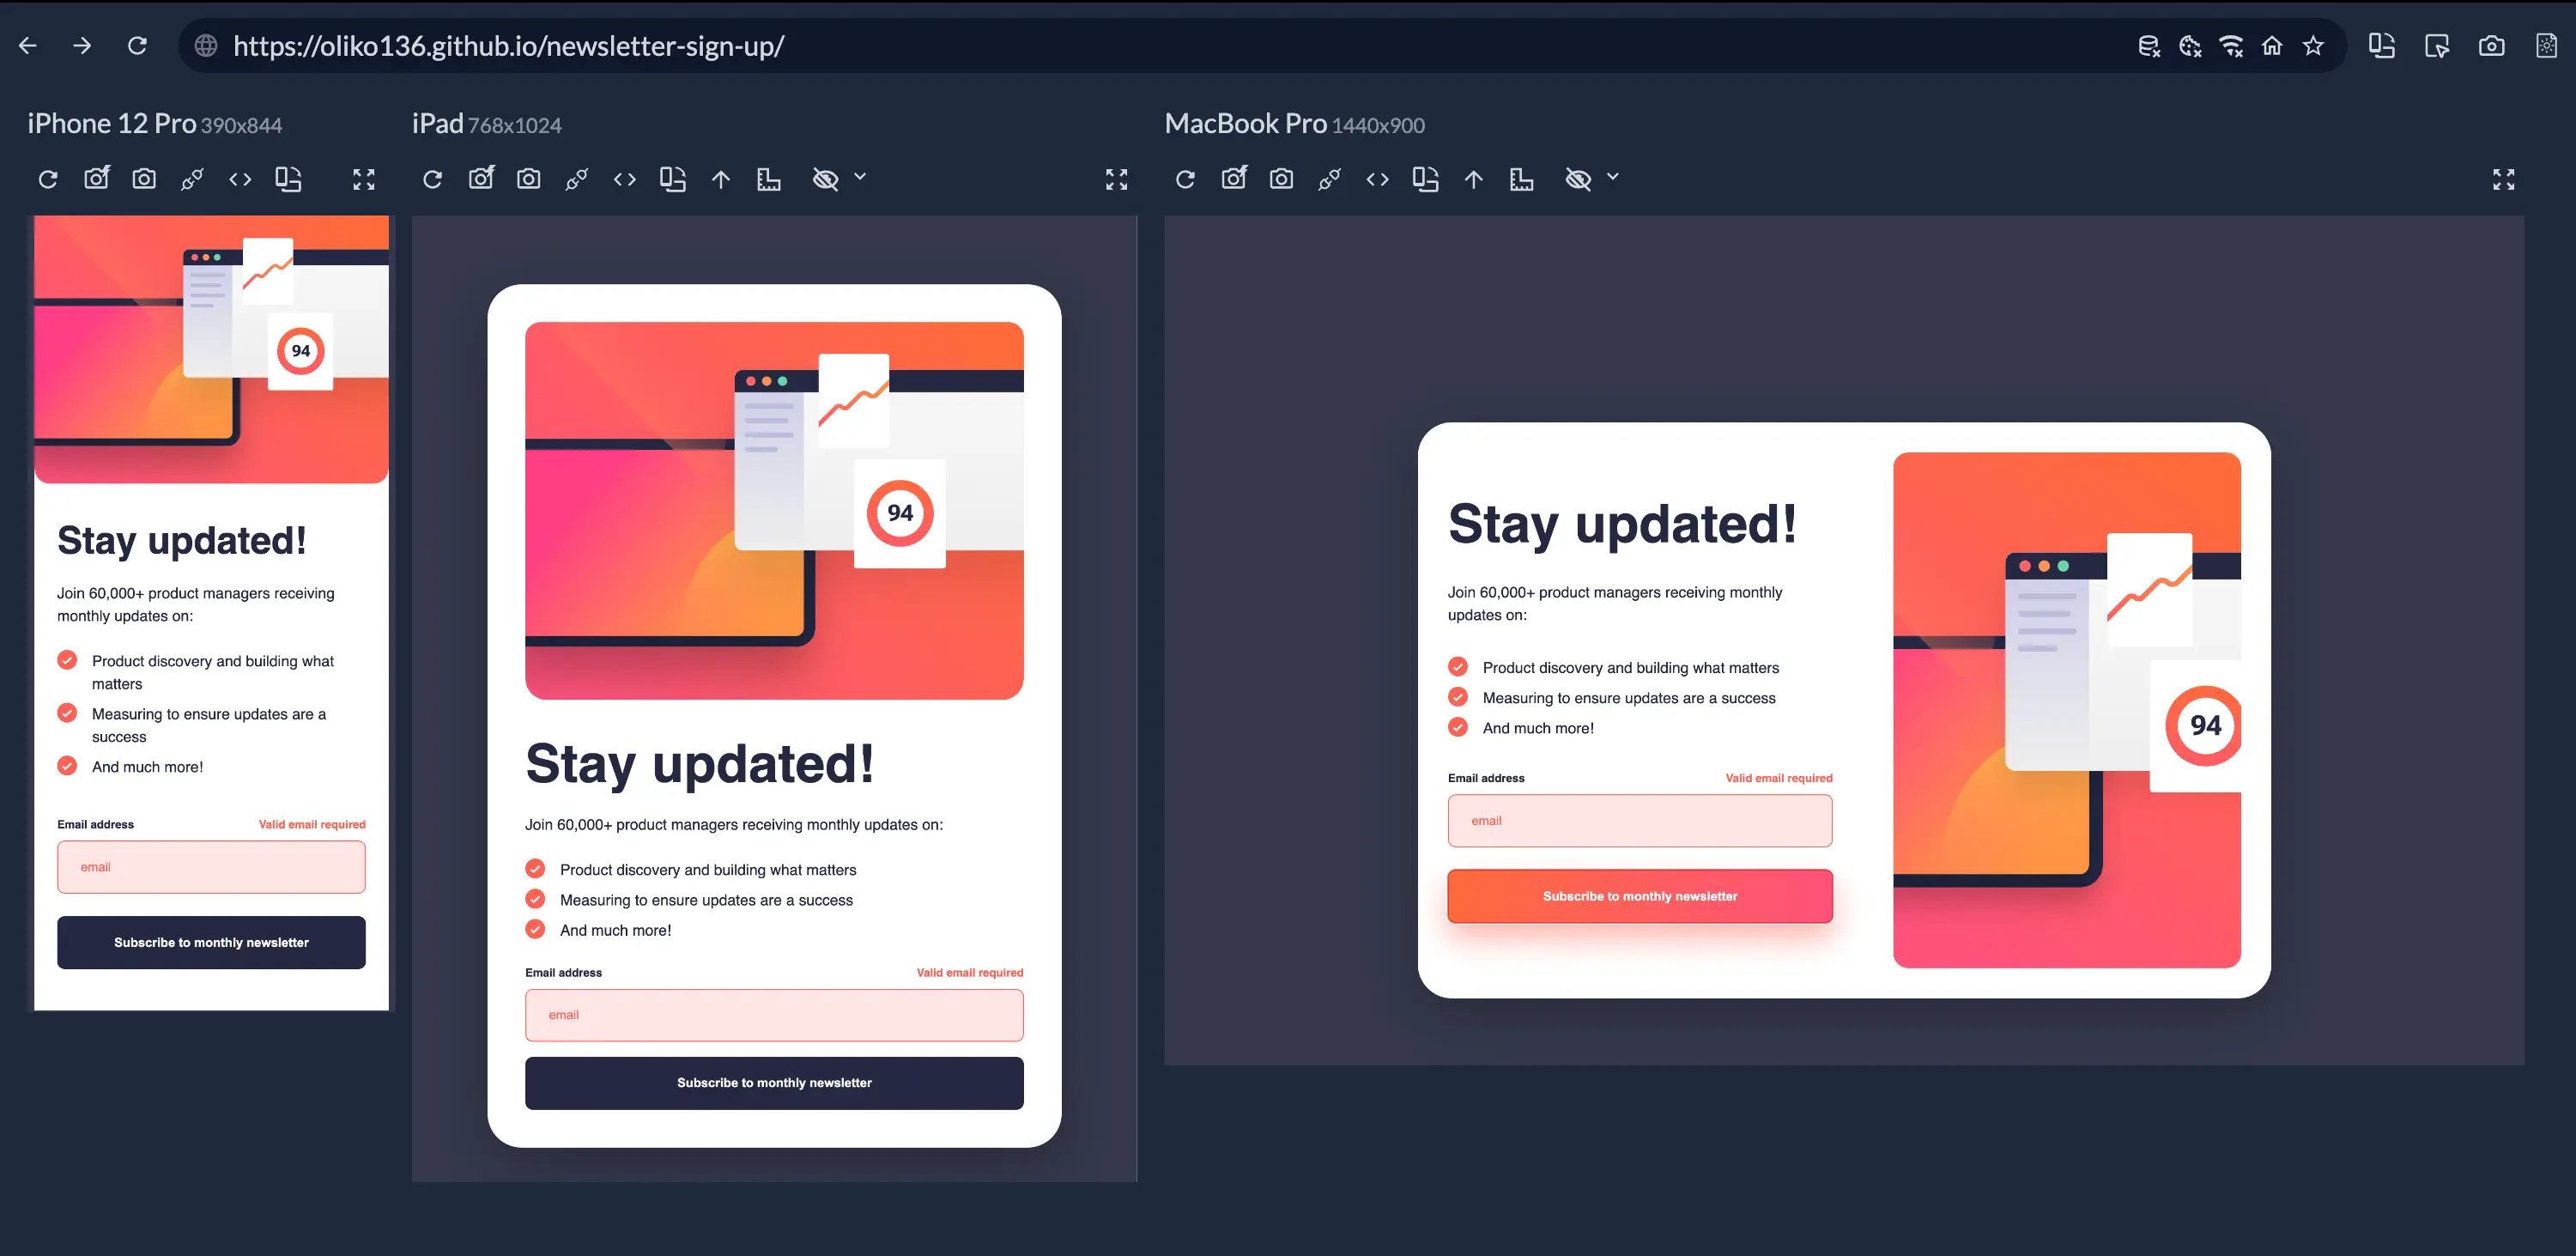 https://oliko136.github.io/newsletter-sign-up/
iPhone 12 Pro 390x844
94
Stay updated!
Join 60,000+ product managers receiving
monthly updates on:
Product discovery and building what
matters
Measuring to ensure updates are a
success
And much more!
Email address Valid email required
email
Subscribe to monthly newsletter
iPad 768x1024
94
Stay updated!
Join 60,000+ product managers receiving monthly updates on:
Product discovery and building what matters
Measuring to ensure updates are a success
And much more!
Email address Valid email required
email
Subscribe to monthly newsletter
MacBook Pro 1440x900
Stay updated!
Join 60,000+ product managers receiving monthly
updates on:
Product discovery and building what matters
Measuring to ensure updates are a success
And much more!
Email address Valid email required
email
Subscribe to monthly newsletter
94